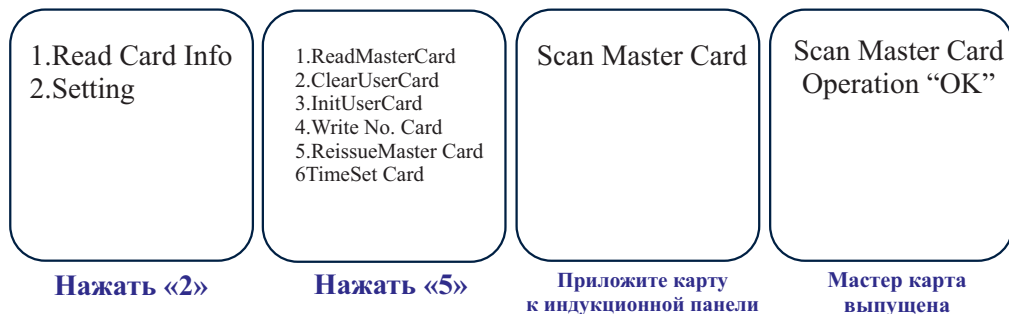 1.Read Card Info
2.Setting
Нажать «2»
1.ReadMasterCard
2.ClearUserCard
3.InitUserCard
4.Write No. Card
5.ReissueMaster Card
6TimeSet Card
Нажать «5»
Scan Master Card
Приложите карту
к индукционной панели
Scan Master Card
Operation “OK”
Мастер карта
выпущена